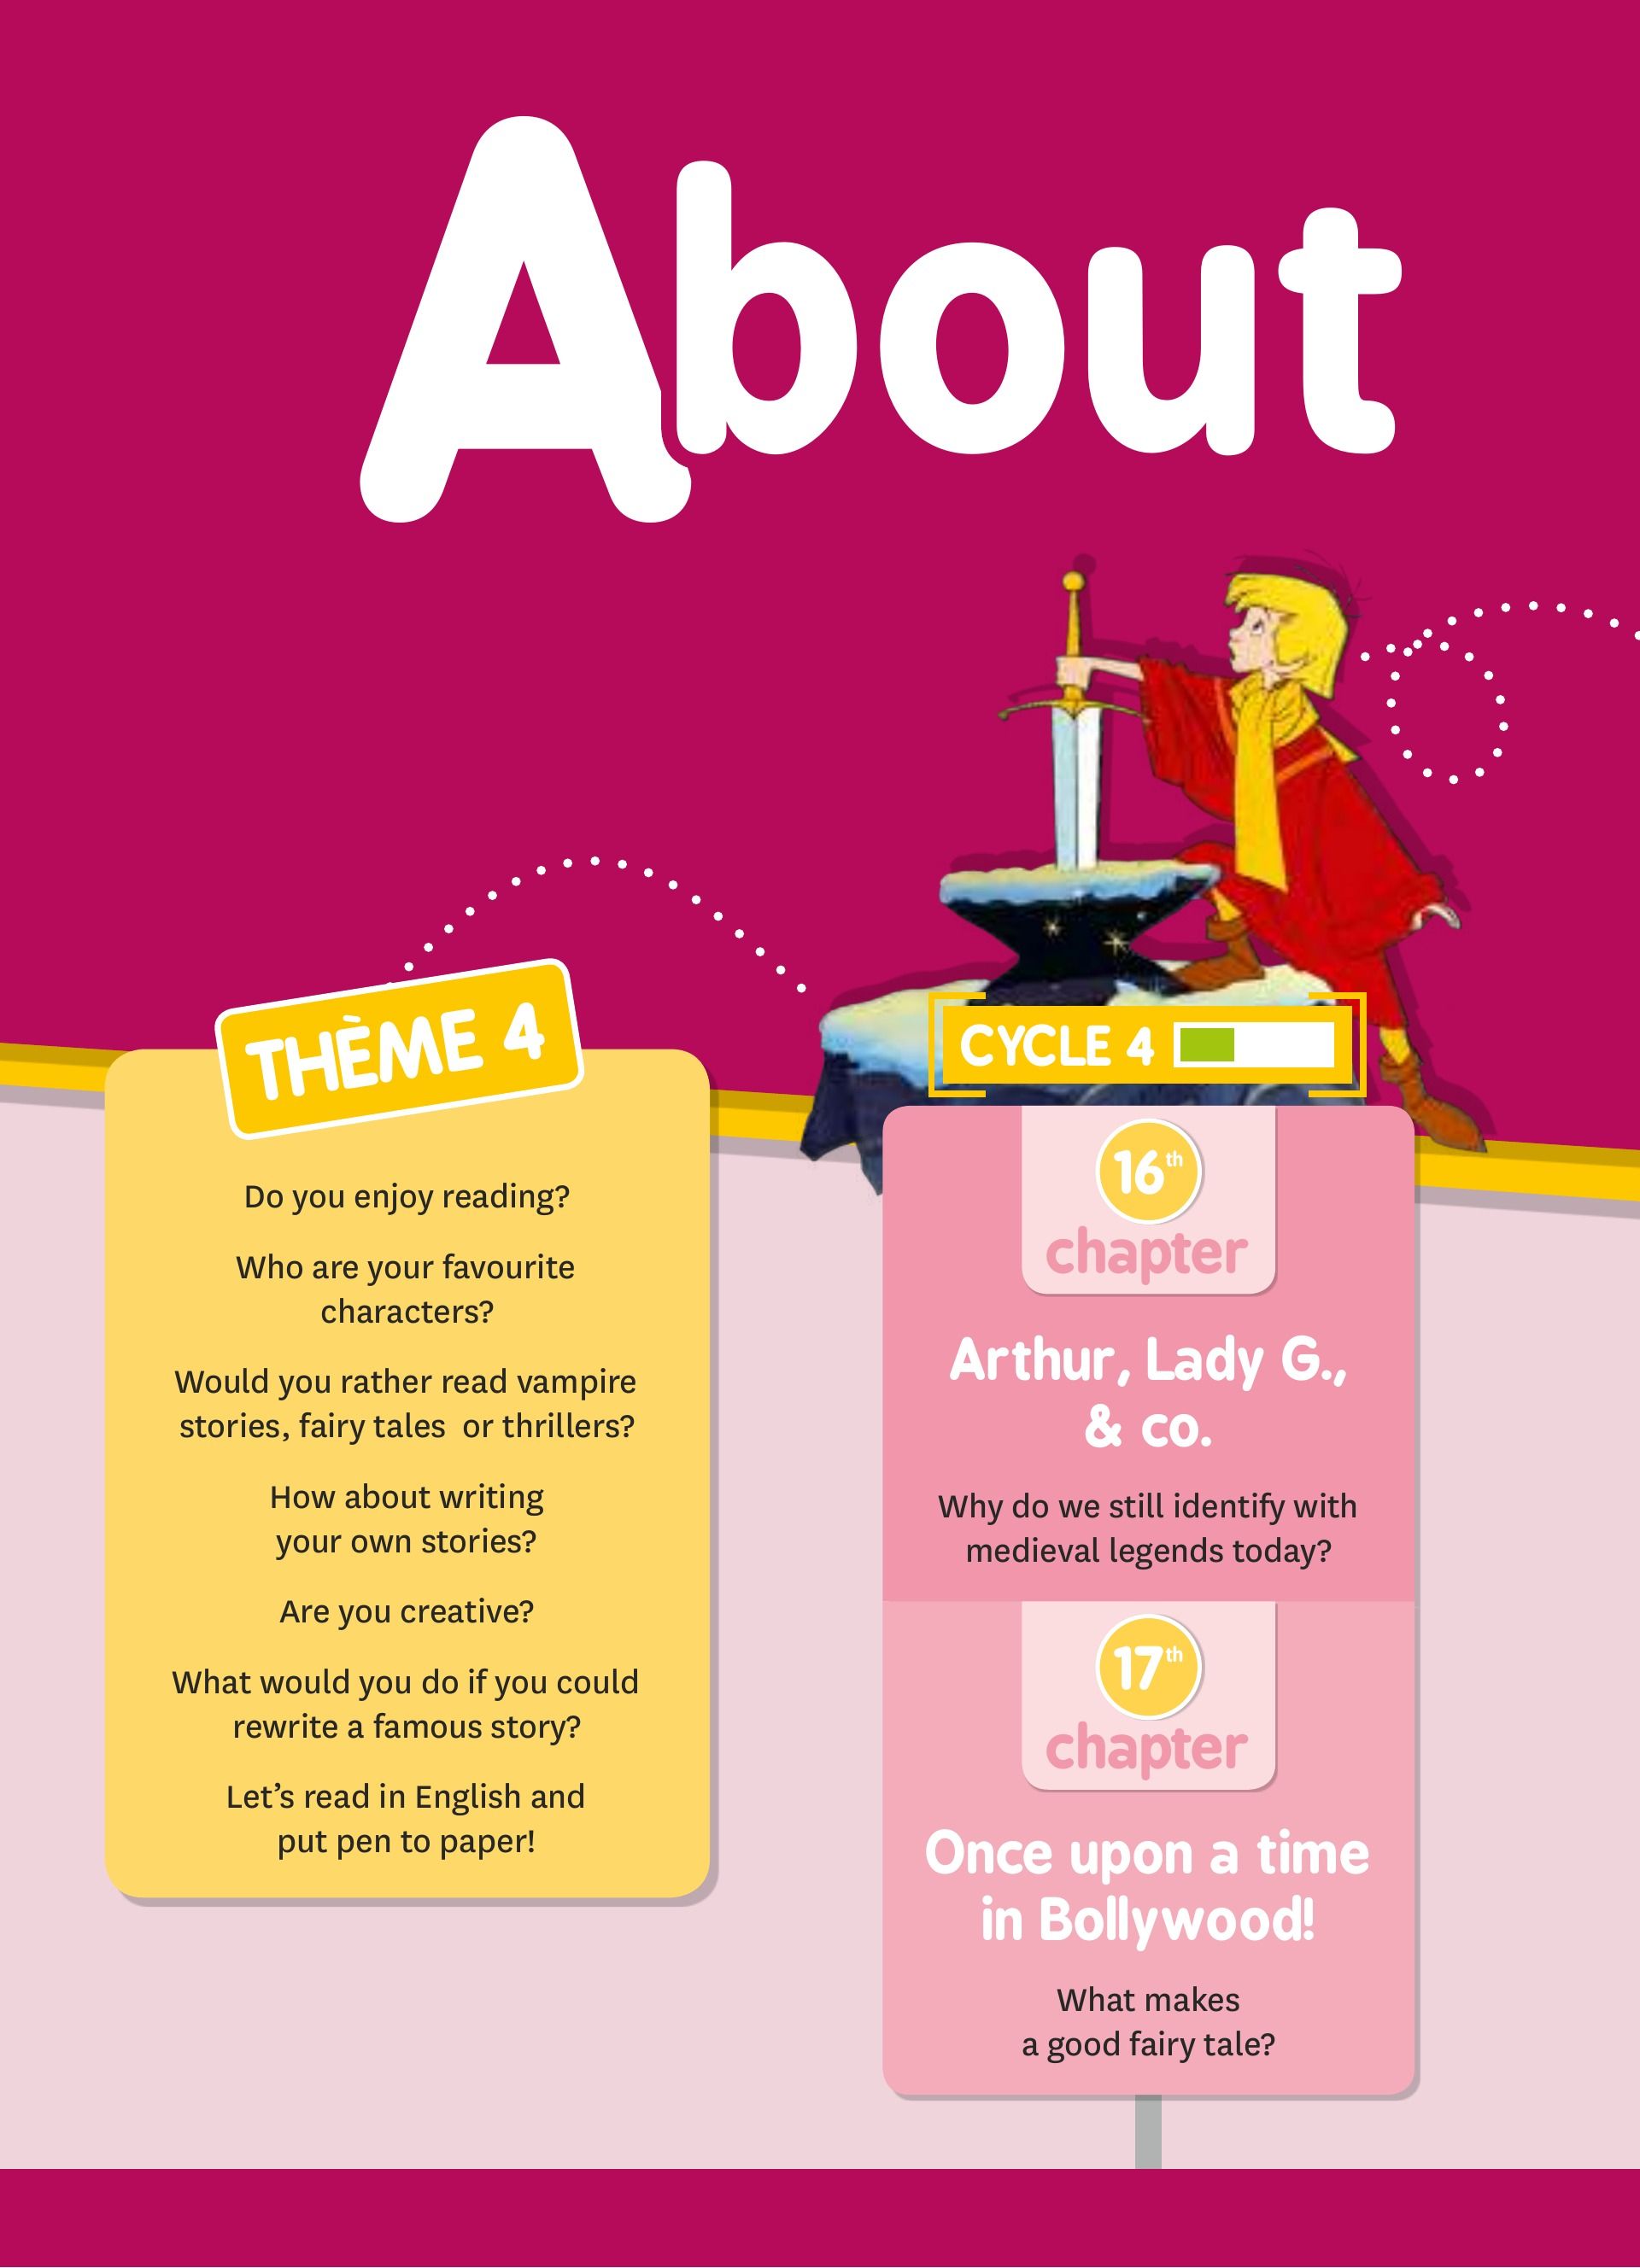 About
THÈME 4
Do you enjoy reading?
Who are your favourite
characters?
Would you rather read vampire
stories, fairy tales  or thrillers?
How about writing
your own stories?
Are you creative?
What would you do if you could
rewrite a famous story?
Let’s read in English and
put pen to paper!
CYCLE 4
16th
chapter
Arthur, Lady G.,
& co.
Why do we still identify with
medieval legends today?
17th
chapter
Once upon a time
in Bollywood!
What makes
a good fairy tale?